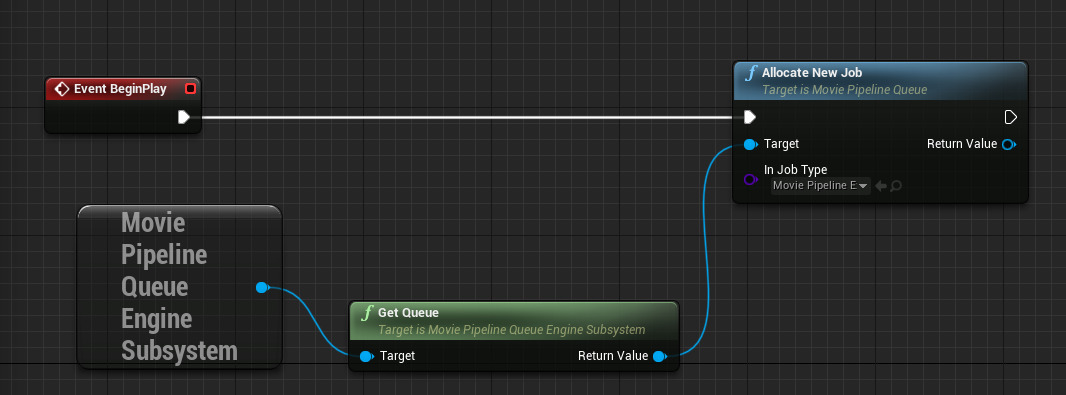 Event BeginPlay
Allocate New Job
Target is Movie Pipeline Queue
Target
Return Value
In Job Type
Movie Pipeline E
Movie
Pipeline
Queue
Engine
Subsystem
Get Queue
Target is Movie Pipeline Queue Engine Subsystem
Target
Return Value